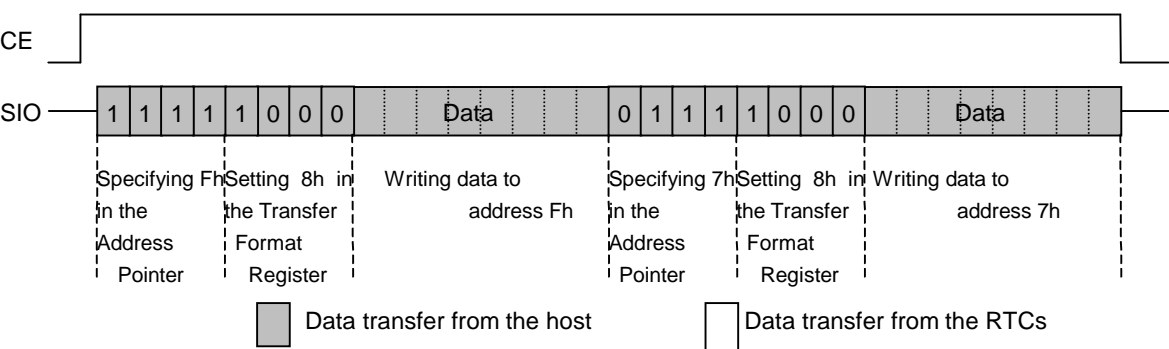 CE
SIO 1 1 1 1 1 0 0 0 Data 0 1 1 1 1 0 0 0 Data
Specifying Fh Setting 8h in Writing data to Specifying 7h Setting 8h in Writing data to
in the the Transfer address Fh in the the Transfer address 7h
Address Format Address Format
Pointer Register Pointer Register
Data transfer from the host Data transfer from the RTCs